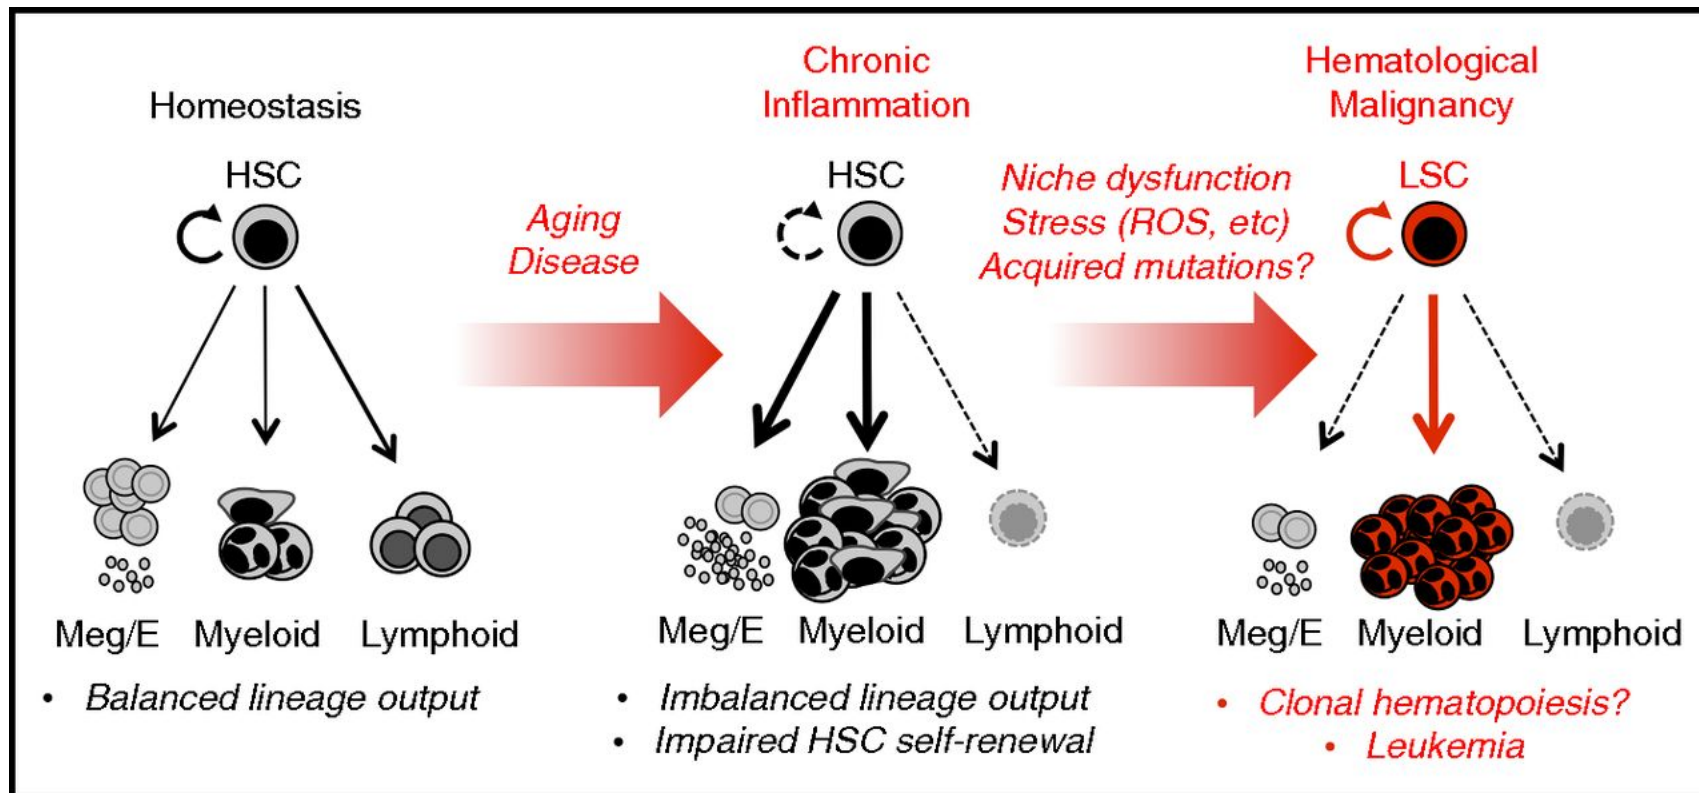 Homeostasis
HSC
Meg/E
Myeloid
Lymphoid
• Balanced lineage output
Aging
Disease
Chronic
Inflammation
HSC
Meg/E
Myeloid
Lymphoid
• Imbalanced lineage output
• Impaired HSC self-renewal
Niche dysfunction
Stress (ROS, etc)
Acquired mutations?
Hematological
Malignancy
LSC
Meg/E
Myeloid
Lymphoid
• Clonal hematopoiesis?
• Leukemia